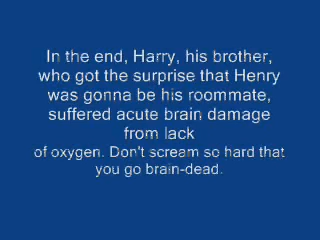 In the end, Harry, his brother,
who got the surprise that Henry
was gonna be his roommate,
suffered acute brain damage
from lack
of oxygen. Don't scream so hard that
you go brain-dead.